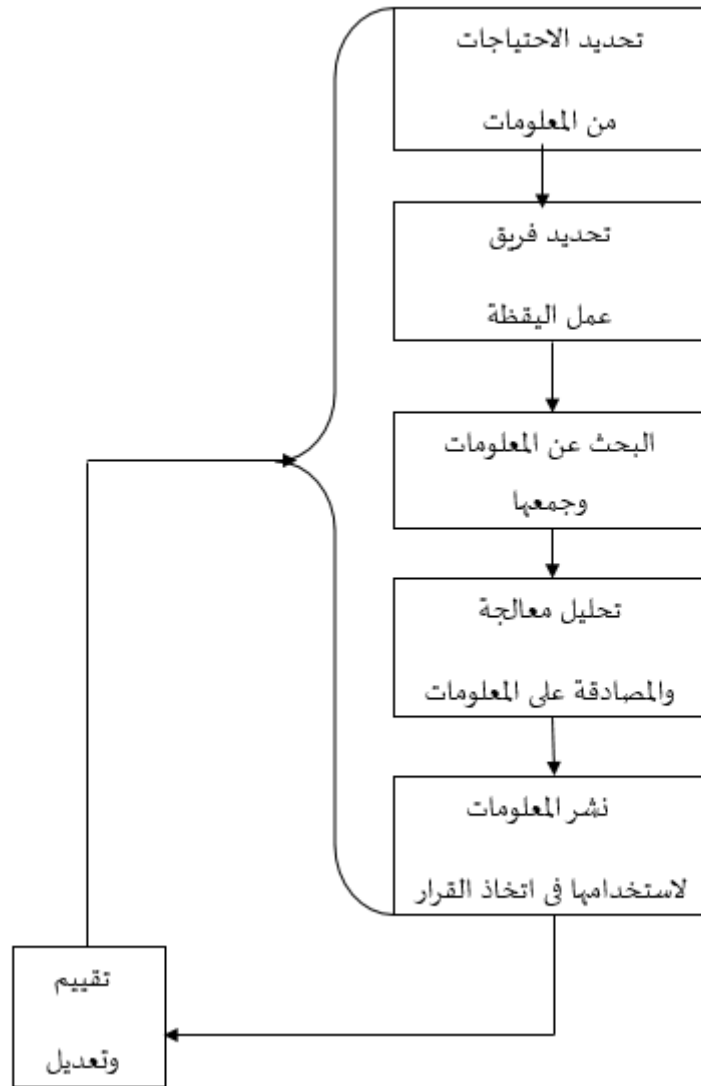 تحديد الاحتياجات
من المعلومات
تحديد فريق
عمل اليقظة
البحث عن المعلومات
وجمعها
تحليل معالجة
والمصادقة على المعلومات
نشر المعلومات
لاستخدامها فى اتخاذ القرار
تقييم
وتعديل